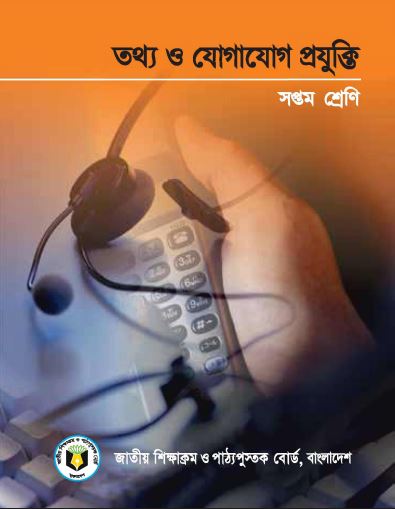 তথ্য ও যোগাযোগ প্রযুক্তি
সপ্তম শ্রেণি
জাতীয় শিক্ষাক্রম ও পাঠ্যপুস্তক বোর্ড, বাংলাদেশ